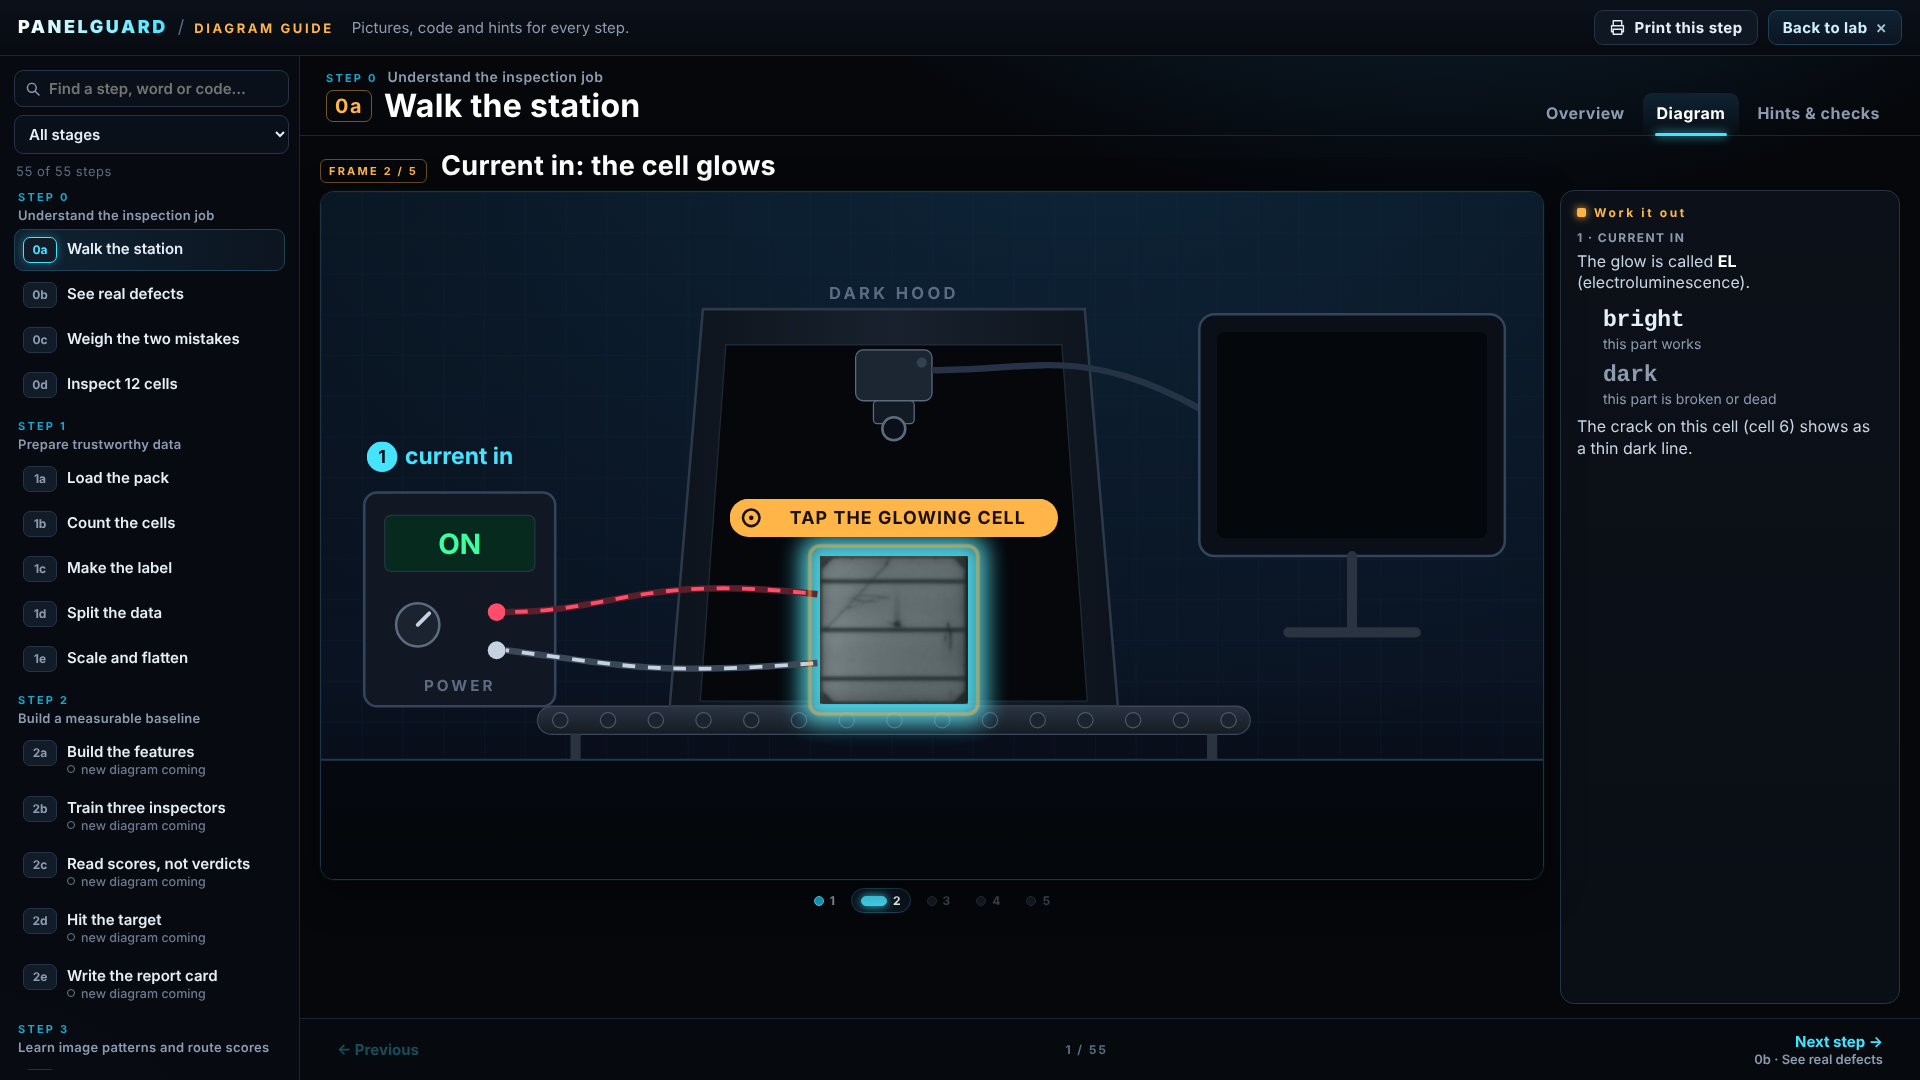 PANELGUARD / DIAGRAM GUIDE Pictures, code and hints for every step.
Print this step
Back to lab ×
Find a step, word or code...
All stages
55 of 55 steps
STEP 0
Understand the inspection job
0a Walk the station
0b See real defects
0c Weigh the two mistakes
0d Inspect 12 cells
STEP 1
Prepare trustworthy data
1a Load the pack
1b Count the cells
1c Make the label
1d Split the data
1e Scale and flatten
STEP 2
Build a measurable baseline
2a Build the features
new diagram coming
2b Train three inspectors
new diagram coming
2c Read scores, not verdicts
new diagram coming
2d Hit the target
new diagram coming
2e Write the report card
new diagram coming
STEP 3
Learn image patterns and route scores
STEP 0 Understand the inspection job
0a Walk the station
Overview
Diagram
Hints & checks
FRAME 2 / 5 Current in: the cell glows
DARK HOOD
1 current in
ON
POWER
TAP THE GLOWING CELL
1
2
3
4
5
Work it out
1 · CURRENT IN
The glow is called EL
(electroluminescence).
bright
this part works
dark
this part is broken or dead
The crack on this cell (cell 6) shows as
a thin dark line.
← Previous
1 / 55
Next step →
0b · See real defects